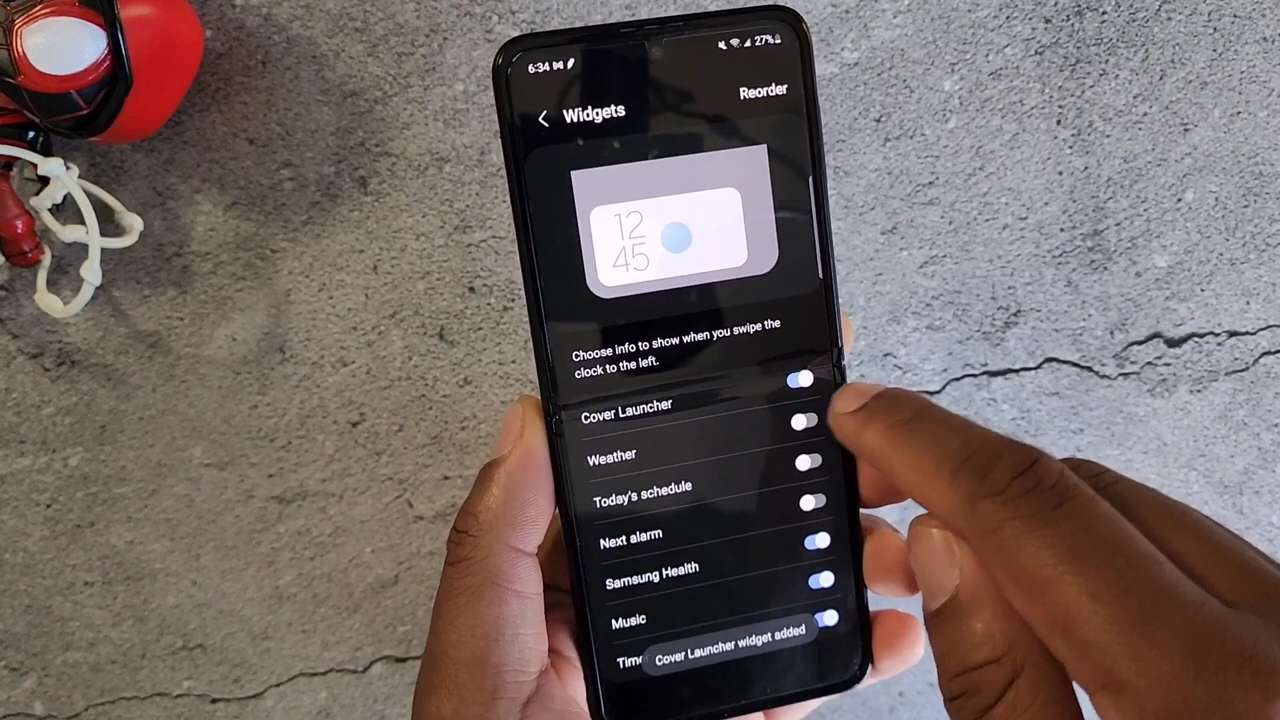 6:34
27%
Reorder
Widgets
12
45
Choose info to show when you swipe the
clock to the left.
Cover Launcher
Weather
Today's schedule
Next alarm
Samsung Health
Music
Cover Launcher widget added